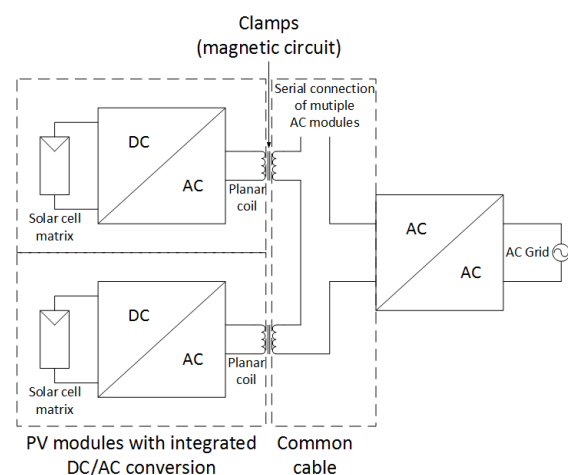 Clamps
(magnetic circuit)
Serial connection
of mutiple
AC modules
DC
AC
Planar
coil
Solar cell
matrix
AC
AC
AC Grid
DC
AC
Planar
coil
Solar cell
matrix
PV modules with integrated
DC/AC conversion
Common
cable